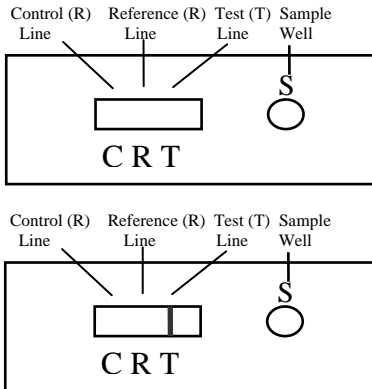 Control (R) Reference (R) Test (T) Sample
Line Line Line Well
S
C R T
Control (R) Reference (R) Test (T) Sample
Line Line Line Well
S
C R T